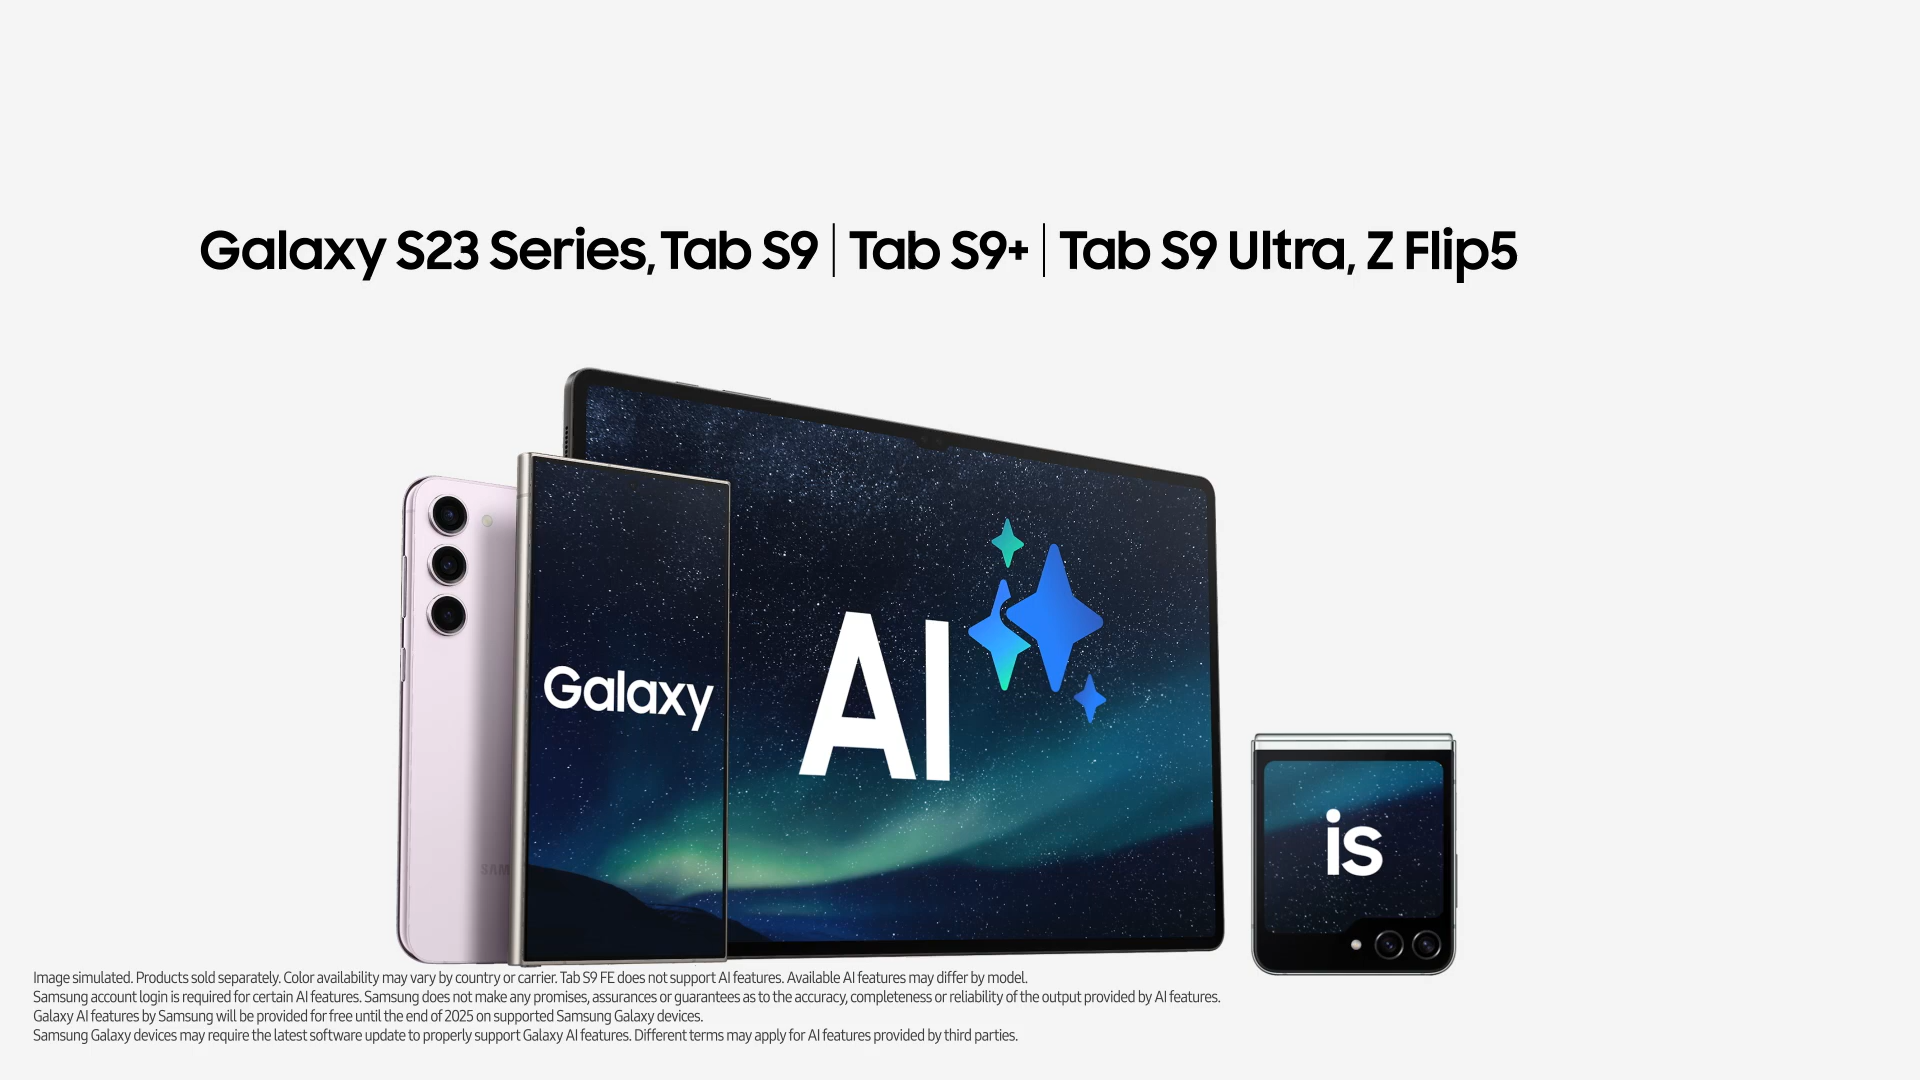 Galaxy S23 Series, Tab S9 | Tab S9+ | Tab S9 Ultra, Z Flip5
Galaxy
AI
is
SAM
Image simulated. Products sold separately. Color availability may vary by country or carrier. Tab S9 FE does not support AI features. Available AI features may differ by model.
Samsung account login is required for certain AI features. Samsung does not make any promises, assurances or guarantees as to the accuracy, completeness or reliability of the output provided by AI features.
Galaxy AI features by Samsung will be provided for free until the end of 2025 on supported Samsung Galaxy devices.
Samsung Galaxy devices may require the latest software update to properly support Galaxy AI features. Different terms may apply for AI features provided by third parties.